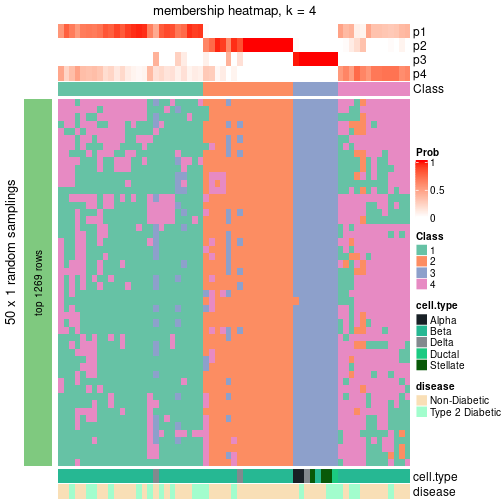 membership heatmap, k = 4
p1
p2
p3
p4
Class
50 x 1 random samplings
top 1269 rows
Prob
1
0.5
0
Class
1
2
3
4
cell.type
Alpha
Beta
Delta
Ductal
Stellate
disease
Non-Diabetic
Type 2 Diabetic
cell.type
disease